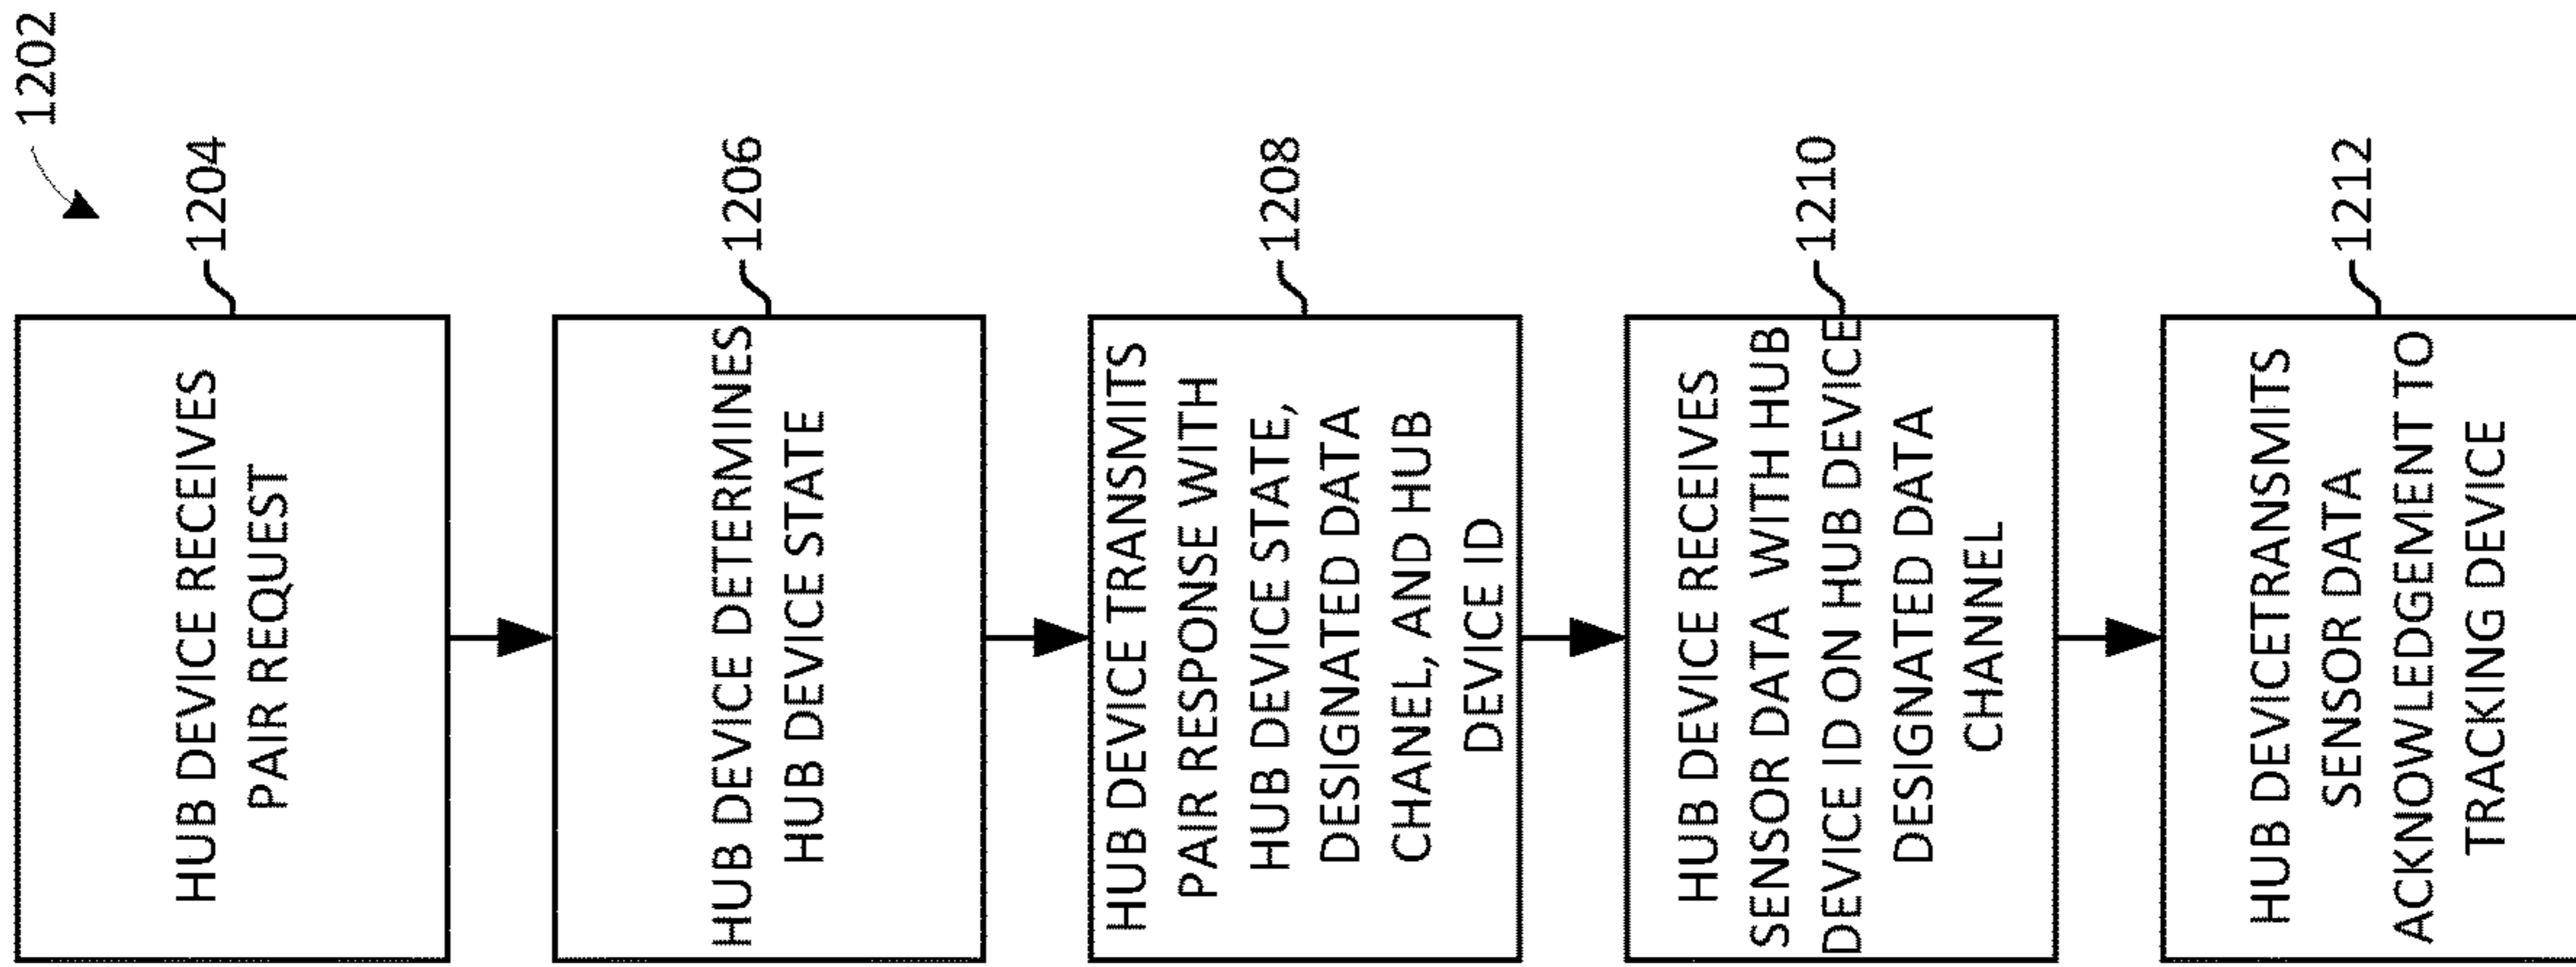 1202
HUB DEVICE RECEIVES
PAIR REQUEST
1204
HUB DEVICE DETERMINES
HUB DEVICE STATE
1206
HUB DEVICE TRANSMITS
PAIR RESPONSE WITH
HUB DEVICE STATE,
DESIGNATED DATA
CHANNEL, AND HUB
DEVICE ID
1208
HUB DEVICE RECEIVES
SENSOR DATA WITH HUB
DEVICE ID ON HUB DEVICE
DESIGNATED DATA
CHANNEL
1210
HUB DEVICETRANSMITS
SENSOR DATA
ACKNOWLEDGEMENT TO
TRACKING DEVICE
1212